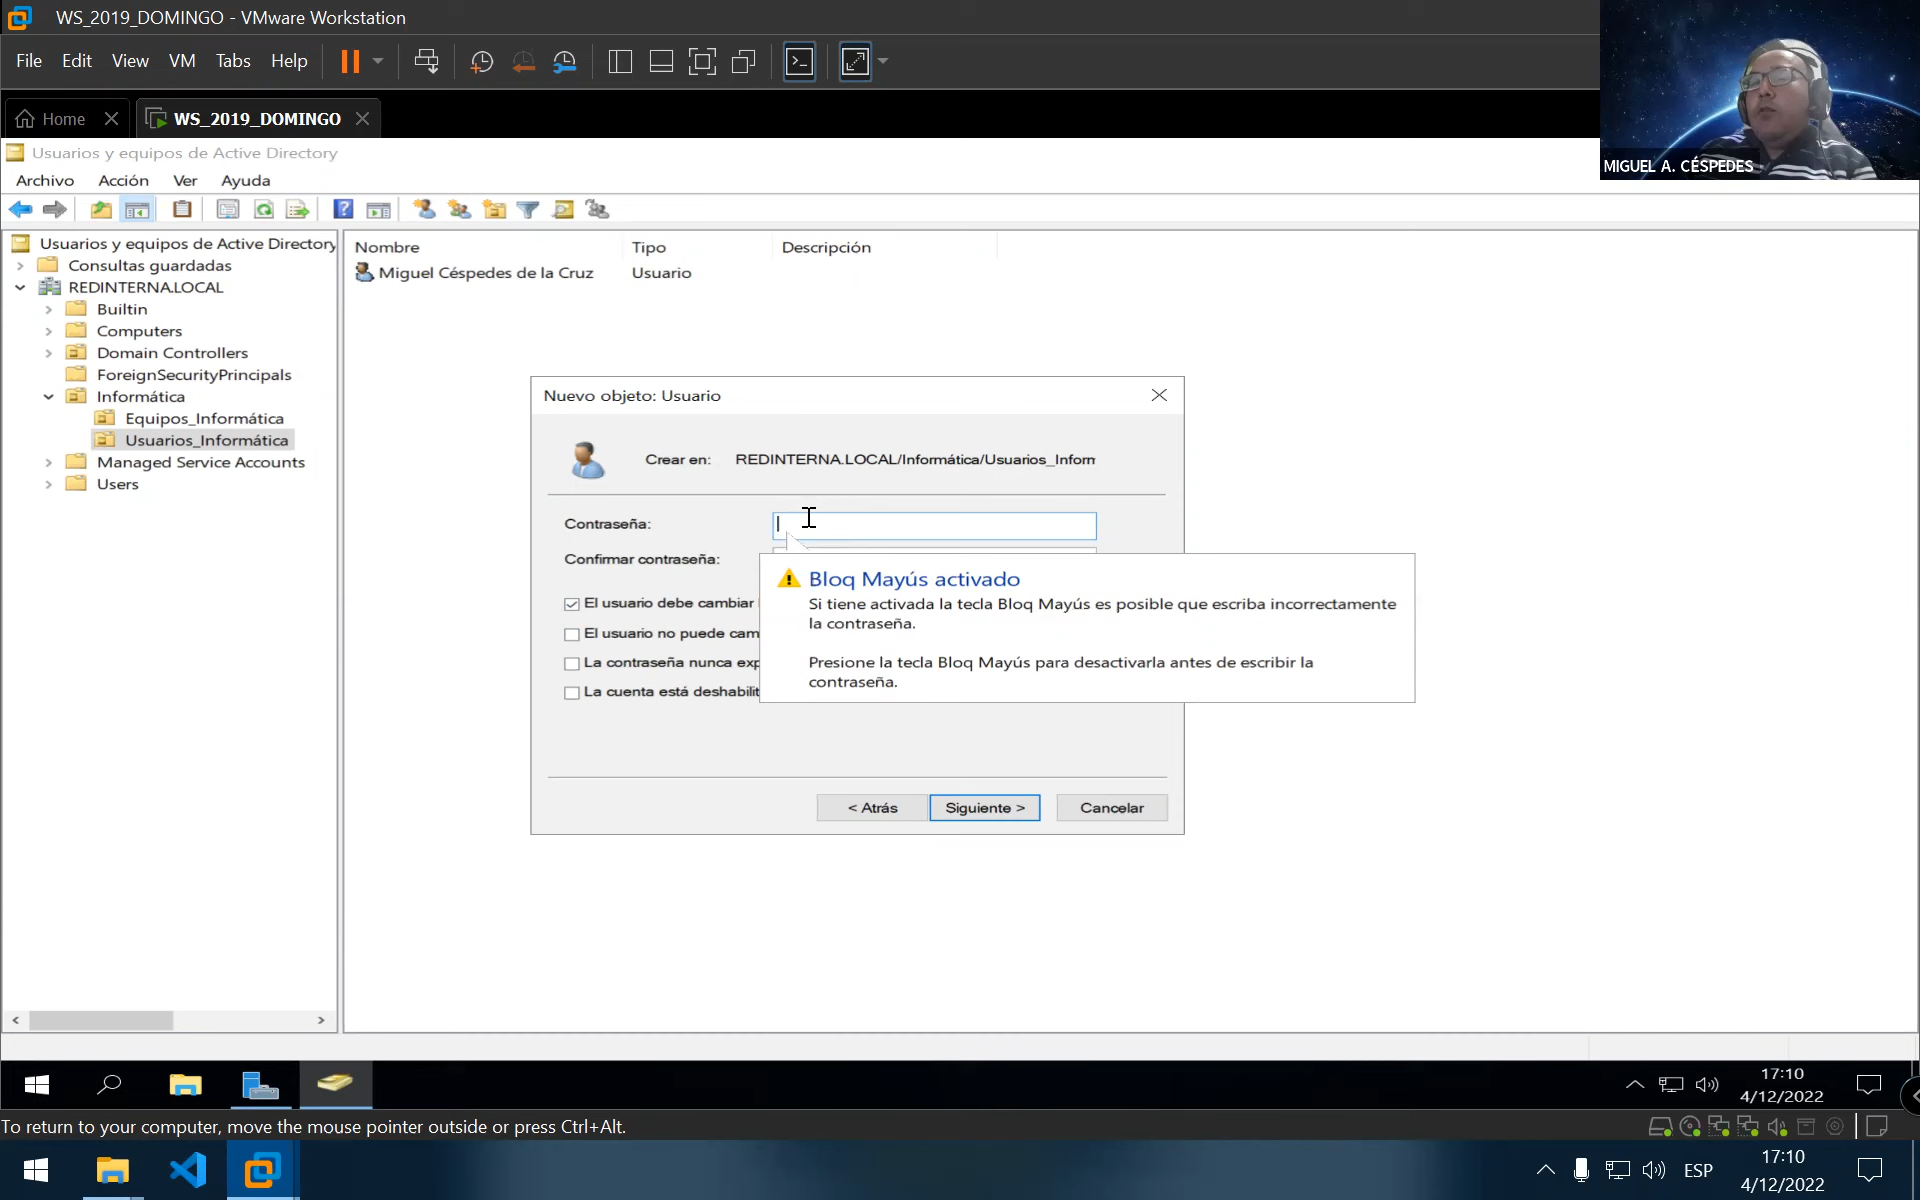 WS_2019_DOMINGO - VMware Workstation
File Edit View VM Tabs Help
Home WS_2019_DOMINGO
MIGUEL A. CÉSPEDES
Usuarios y equipos de Active Directory
Archivo Acción Ver Ayuda
Usuarios y equipos de Active Directory
Consultas guardadas
REDINTERNA.LOCAL
Builtin
Computers
Domain Controllers
ForeignSecurityPrincipals
Informática
Equipos_Informática
Usuarios_Informática
Managed Service Accounts
Users
Nombre Tipo Descripción
Miguel Céspedes de la Cruz Usuario
Nuevo objeto: Usuario
Crear en: REDINTERNA.LOCAL/Informática/Usuarios_Inform
Contraseña:
Confirmar contraseña:
El usuario debe cambiar
El usuario no puede cam
La contraseña nunca exp
La cuenta está deshabilit
Bloq Mayús activado
Si tiene activada la tecla Bloq Mayús es posible que escriba incorrectamente
la contraseña.
Presione la tecla Bloq Mayús para desactivarla antes de escribir la
contraseña.
< Atrás Siguiente > Cancelar
17:10
4/12/2022
To return to your computer, move the mouse pointer outside or press Ctrl+Alt.
ESP
17:10
4/12/2022